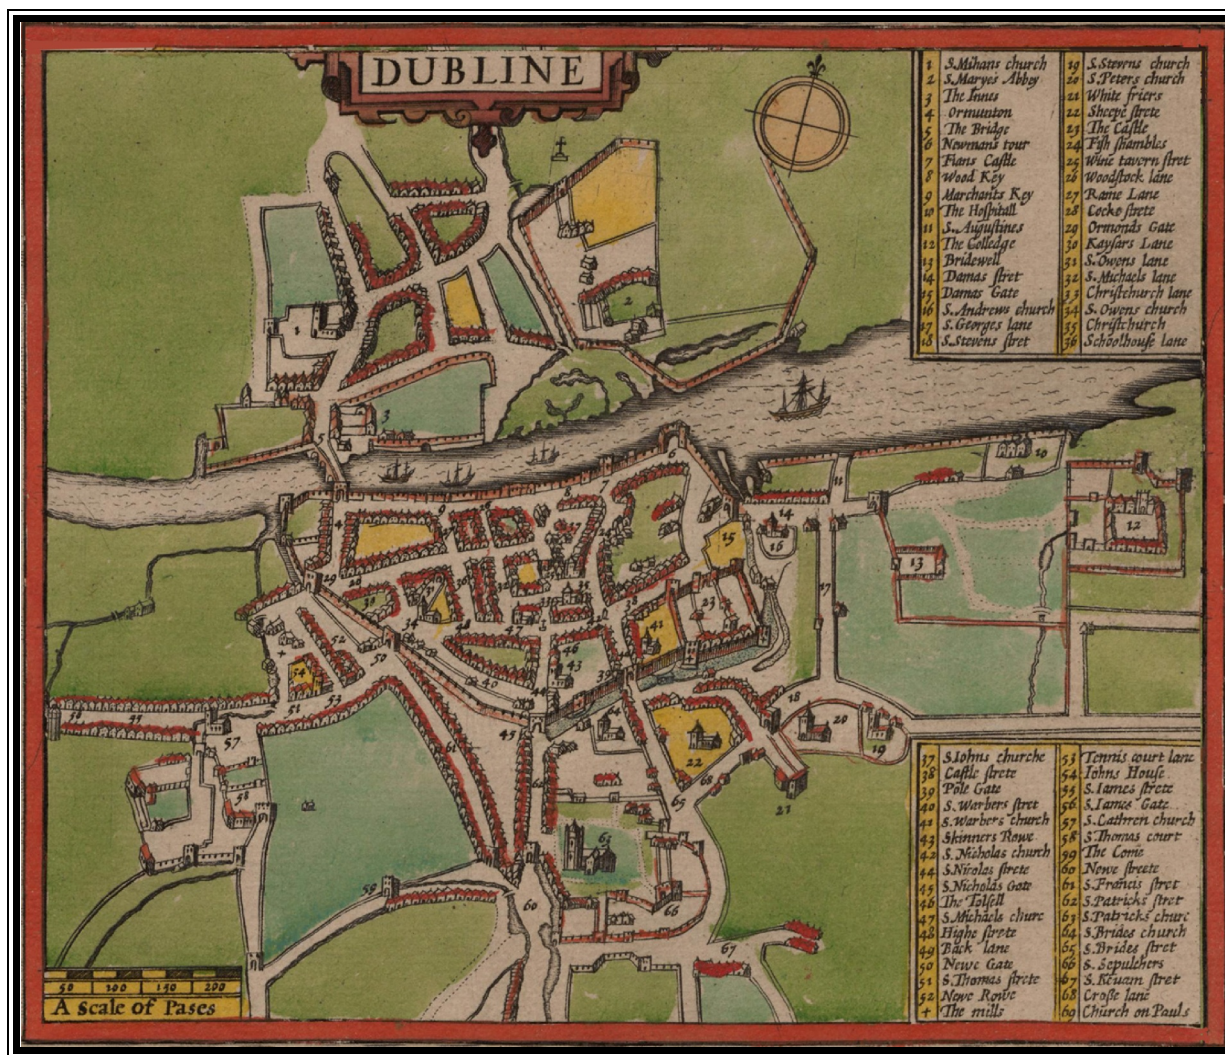 DUBLINE
1 S.Mihans church
2 S.Maryes Abby
3 The Innes
4 Ormunton
5 The Bridge
6 Newmans tour
7 Fians Castle
8 Wood Key
9 Marchants Key
10 The Hospitall
11 S. Augustines
12 The Colledge
13 Bridewell
14 Damas stret
15 Damas Gate
16 S. Andrews church
17 S. Georges lane
18 S.Stevens stret
19 S.Stevens church
20 S.Peters church
21 White friers
22 Sheepe strete
23 The Castle
24 Fish shambles
25 Wine tavern stret
26 Woodstock lane
27 Rame Lane
28 Cocke strete
29 Ormonds Gate
30 Kaysars Lane
31 S. Owens lane
32 S. Michaels lane
33 Christchurch lane
34 S. Owens church
35 Christchurch
36 Schoolhouse lane
37 S.Iohns churche
38 Castle strete
39 Pole Gate
40 S. Warbers stret
41 S. Warbers church
43 Skinners Rowe
42 S. Nicholas church
44 S. Nicolas strete
45 S.Nicholas Gate
46 The Tolsell
47 S.Michaels churc
48 Highe strete
49 Back lane
50 Newe Gate
51 S.Thomas strete
52 Newe Rowe
+ The mills
53 Tennis court lane
54 Iohns House
55 S. Iames strete
56 S. Iames Gate
57 S. Cathren church
58 S. Thomas court
59 The Come
60 Newe streete
61 S. Francis stret
62 S. Patricks stret
63 S. Patricks churc
64 S. Brides church
65 S. Brides stret
66 S. Sepulchers
67 S. Keuam stret
68 Crosse lane
69 Church on Pauls
50 100 150 200
A scale of Pases